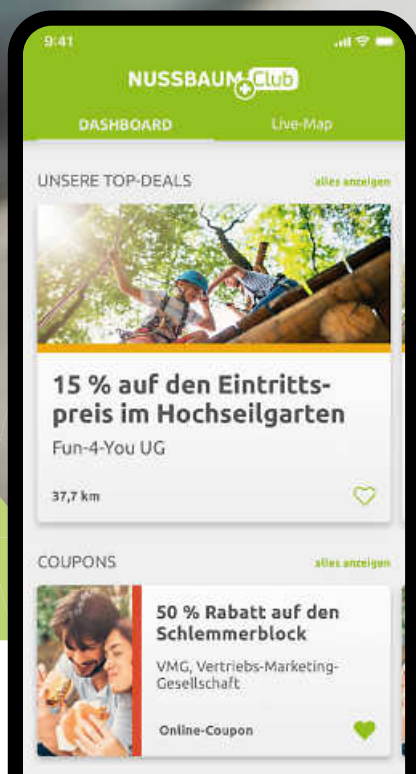 9:41
NUSSBAUM Club
DASHBOARD Live-Map
UNSERE TOP-DEALS alles anzeigen
15 % auf den Eintritts-
preis im Hochseilgarten
Fun-4-You UG
37,7 km
COUPONS alles anzeigen
50 % Rabatt auf den
Schlemmerblock
VMG, Vertriebs-Marketing-
Gesellschaft
Online-Coupon